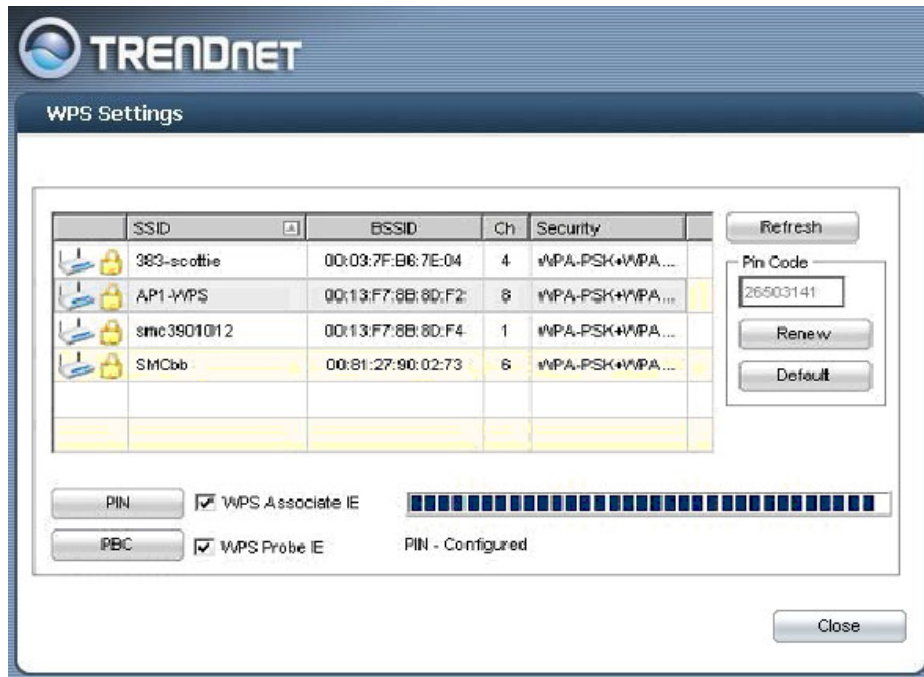 TRENDnet
WPS Settings
SSID BSSID Ch Security
383-scottie 00:03:7F:B6:7E:04 4 WPA-PSK+WPA...
AP1-WPS 00:13:F7:8B:8D:F2 8 WPA-PSK+WPA...
smc3901012 00:13:F7:8B:8D:F4 1 WPA-PSK+WPA...
SMCbb 00:81:27:90:02:73 6 WPA-PSK+WPA...
Refresh
Pin Code
26503141
Renew
Default
PIN WPS Associate IE
PBC WPS Probe IE PIN - Configured
Close